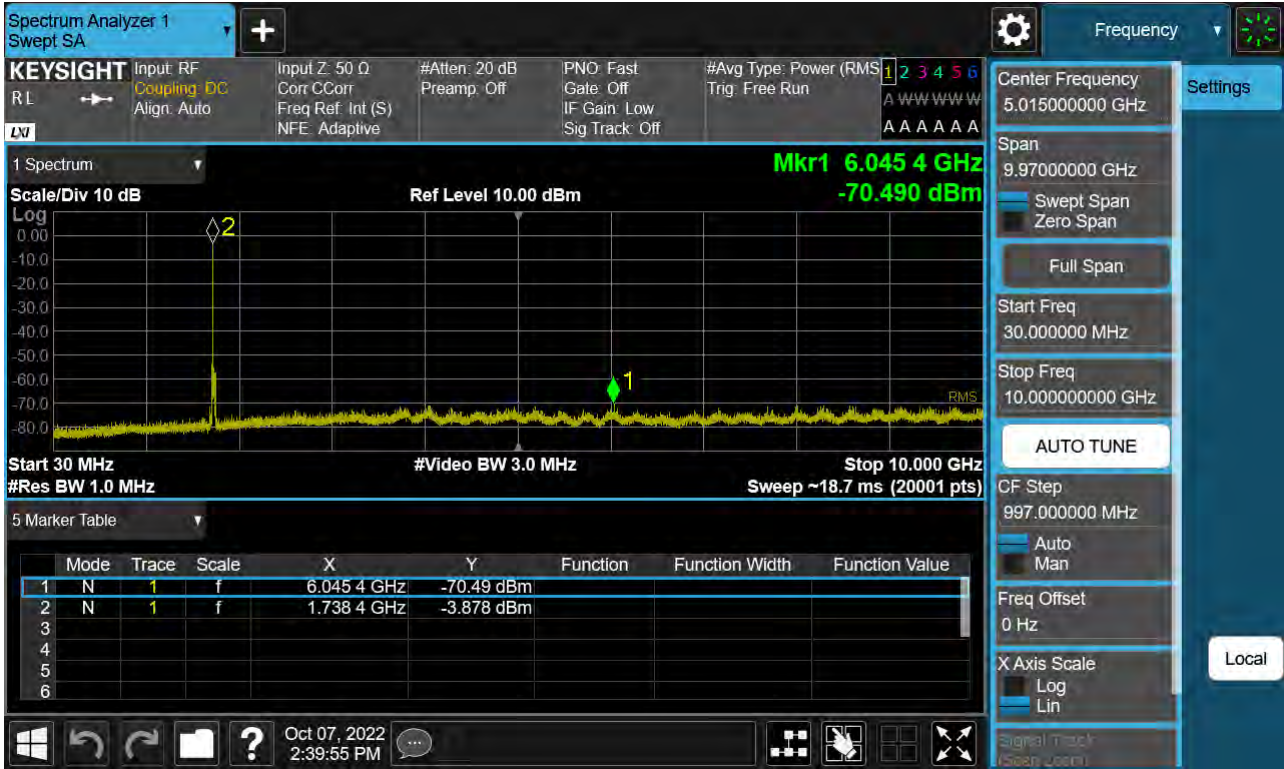 Spectrum Analyzer 1
Swept SA
+
Frequency
KEYSIGHT
RL
LXI
Input: RF
Coupling: DC
Align: Auto
Input Z: 50 Ω
Corr CCorr
Freq Ref: Int (S)
NFE: Adaptive
#Atten: 20 dB
Preamp: Off
PNO: Fast
Gate: Off
IF Gain: Low
Sig Track: Off
#Avg Type: Power (RMS
Trig: Free Run
1 2 3 4 5 6
A W W W W W
A A A A A A
1 Spectrum
Scale/Div 10 dB
Ref Level 10.00 dBm
Mkr1 6.045 4 GHz
-70.490 dBm
Log
0.00
-10.0
-20.0
-30.0
-40.0
-50.0
-60.0
-70.0
-80.0
2
1
RMS
Start 30 MHz
#Video BW 3.0 MHz
Stop 10.000 GHz
#Res BW 1.0 MHz
Sweep ~18.7 ms (20001 pts)
5 Marker Table
Mode Trace Scale X Y Function Function Width Function Value
1 N 1 f 6.045 4 GHz -70.49 dBm
2 N 1 f 1.738 4 GHz -3.878 dBm
3
4
5
6
Center Frequency
5.015000000 GHz
Span
9.97000000 GHz
Swept Span
Zero Span
Full Span
Start Freq
30.000000 MHz
Stop Freq
10.000000000 GHz
AUTO TUNE
CF Step
997.000000 MHz
Auto
Man
Freq Offset
0 Hz
X Axis Scale
Log
Lin
Signal Track
(Span Zoom)
Settings
Local
?
Oct 07, 2022
2:39:55 PM